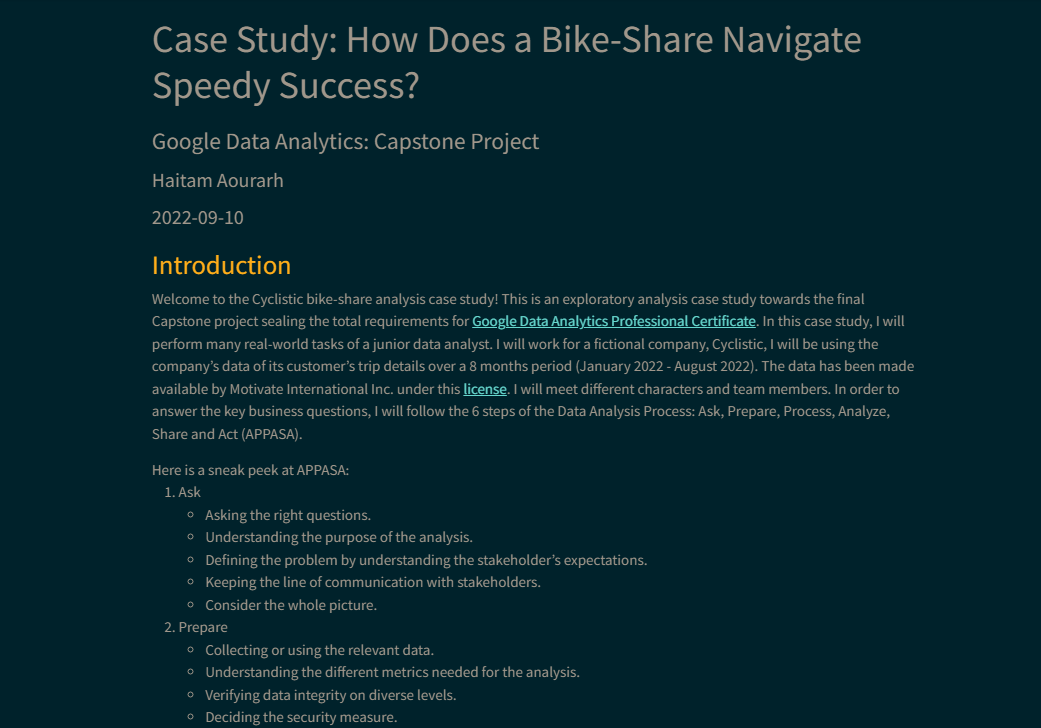 Case Study: How Does a Bike-Share Navigate
Speedy Success?
Google Data Analytics: Capstone Project
Haitam Aourarh
2022-09-10
Introduction
Welcome to the Cyclistic bike-share analysis case study! This is an exploratory analysis case study towards the final
Capstone project sealing the total requirements for Google Data Analytics Professional Certificate. In this case study, I will
perform many real-world tasks of a junior data analyst. I will work for a fictional company, Cyclistic, I will be using the
company’s data of its customer’s trip details over a 8 months period (January 2022 - August 2022). The data has been made
available by Motivate International Inc. under this license. I will meet different characters and team members. In order to
answer the key business questions, I will follow the 6 steps of the Data Analysis Process: Ask, Prepare, Process, Analyze,
Share and Act (APPASA).
Here is a sneak peek at APPASA:
1. Ask
◦ Asking the right questions.
◦ Understanding the purpose of the analysis.
◦ Defining the problem by understanding the stakeholder’s expectations.
◦ Keeping the line of communication with stakeholders.
◦ Consider the whole picture.
2. Prepare
◦ Collecting or using the relevant data.
◦ Understanding the different metrics needed for the analysis.
◦ Verifying data integrity on diverse levels.
◦ Deciding the security measure.